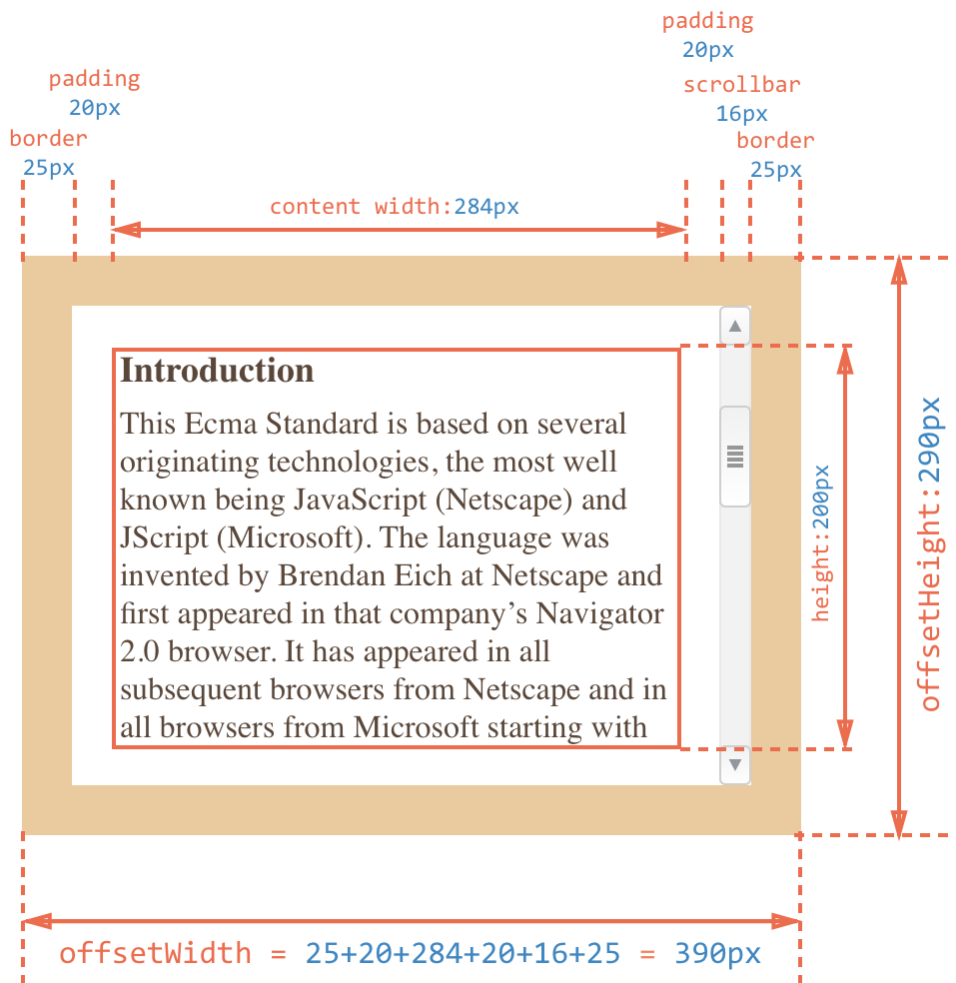 padding
20px
padding
20px
scrollbar
16px
border
25px
border
25px
content width:284px
Introduction
This Ecma Standard is based on several
originating technologies, the most well
known being JavaScript (Netscape) and
JScript (Microsoft). The language was
invented by Brendan Eich at Netscape and
first appeared in that company’s Navigator
2.0 browser. It has appeared in all
subsequent browsers from Netscape and in
all browsers from Microsoft starting with
height:200px
offsetHeight:290px
offsetWidth = 25+20+284+20+16+25 = 390px